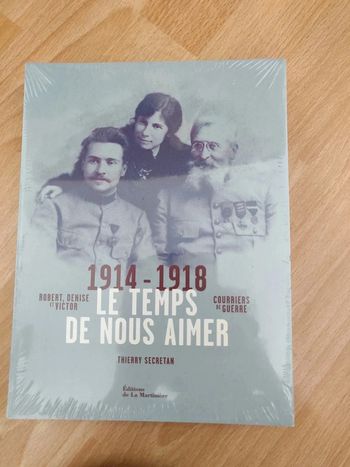 1914 - 1918
ROBERT, DENISE
ET VICTOR
LE TEMPS
DE NOUS AIMER
COURRIERS
DE GUERRE
THIERRY SECRETAN
Éditions
de La Martinière